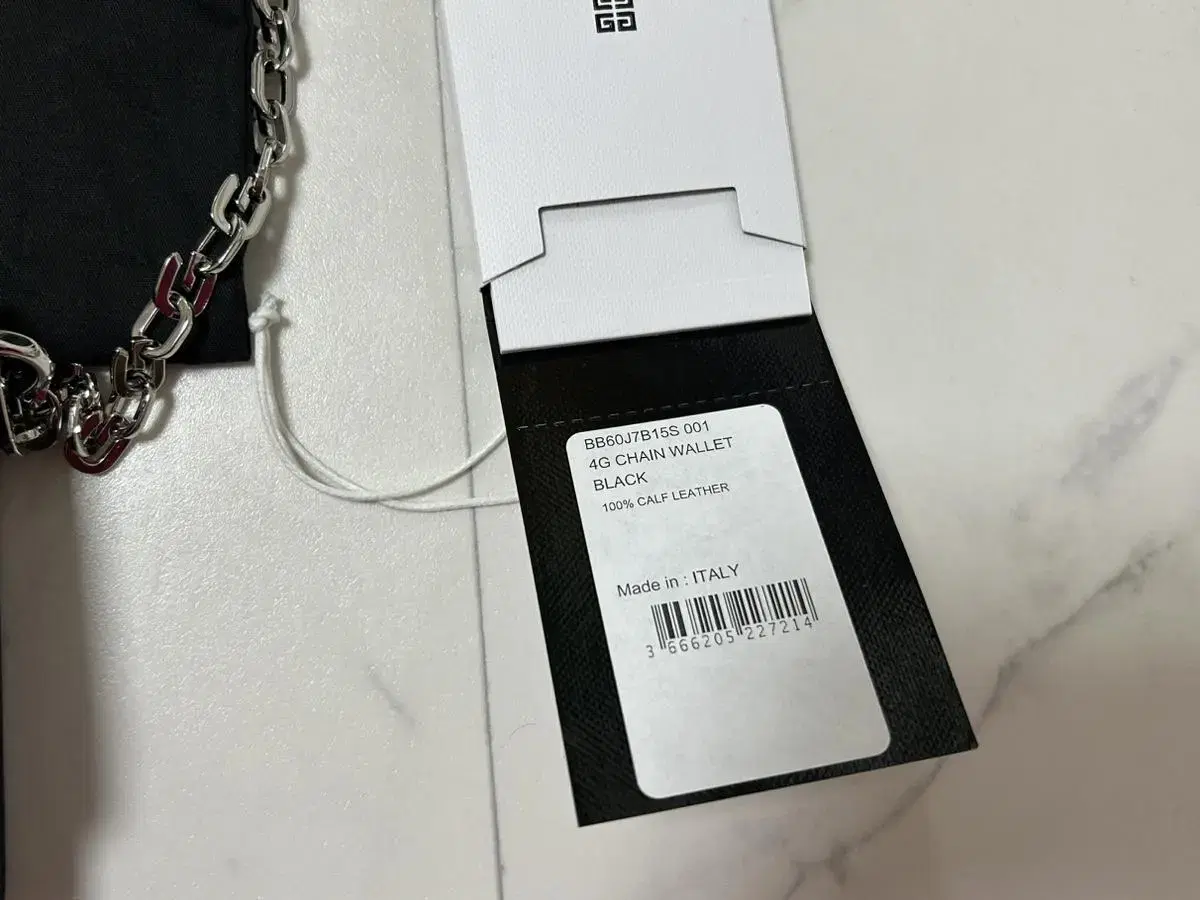 BB60J7B15S 001
4G CHAIN WALLET
BLACK
100% CALF LEATHER
Made in : ITALY
3 666205 227214